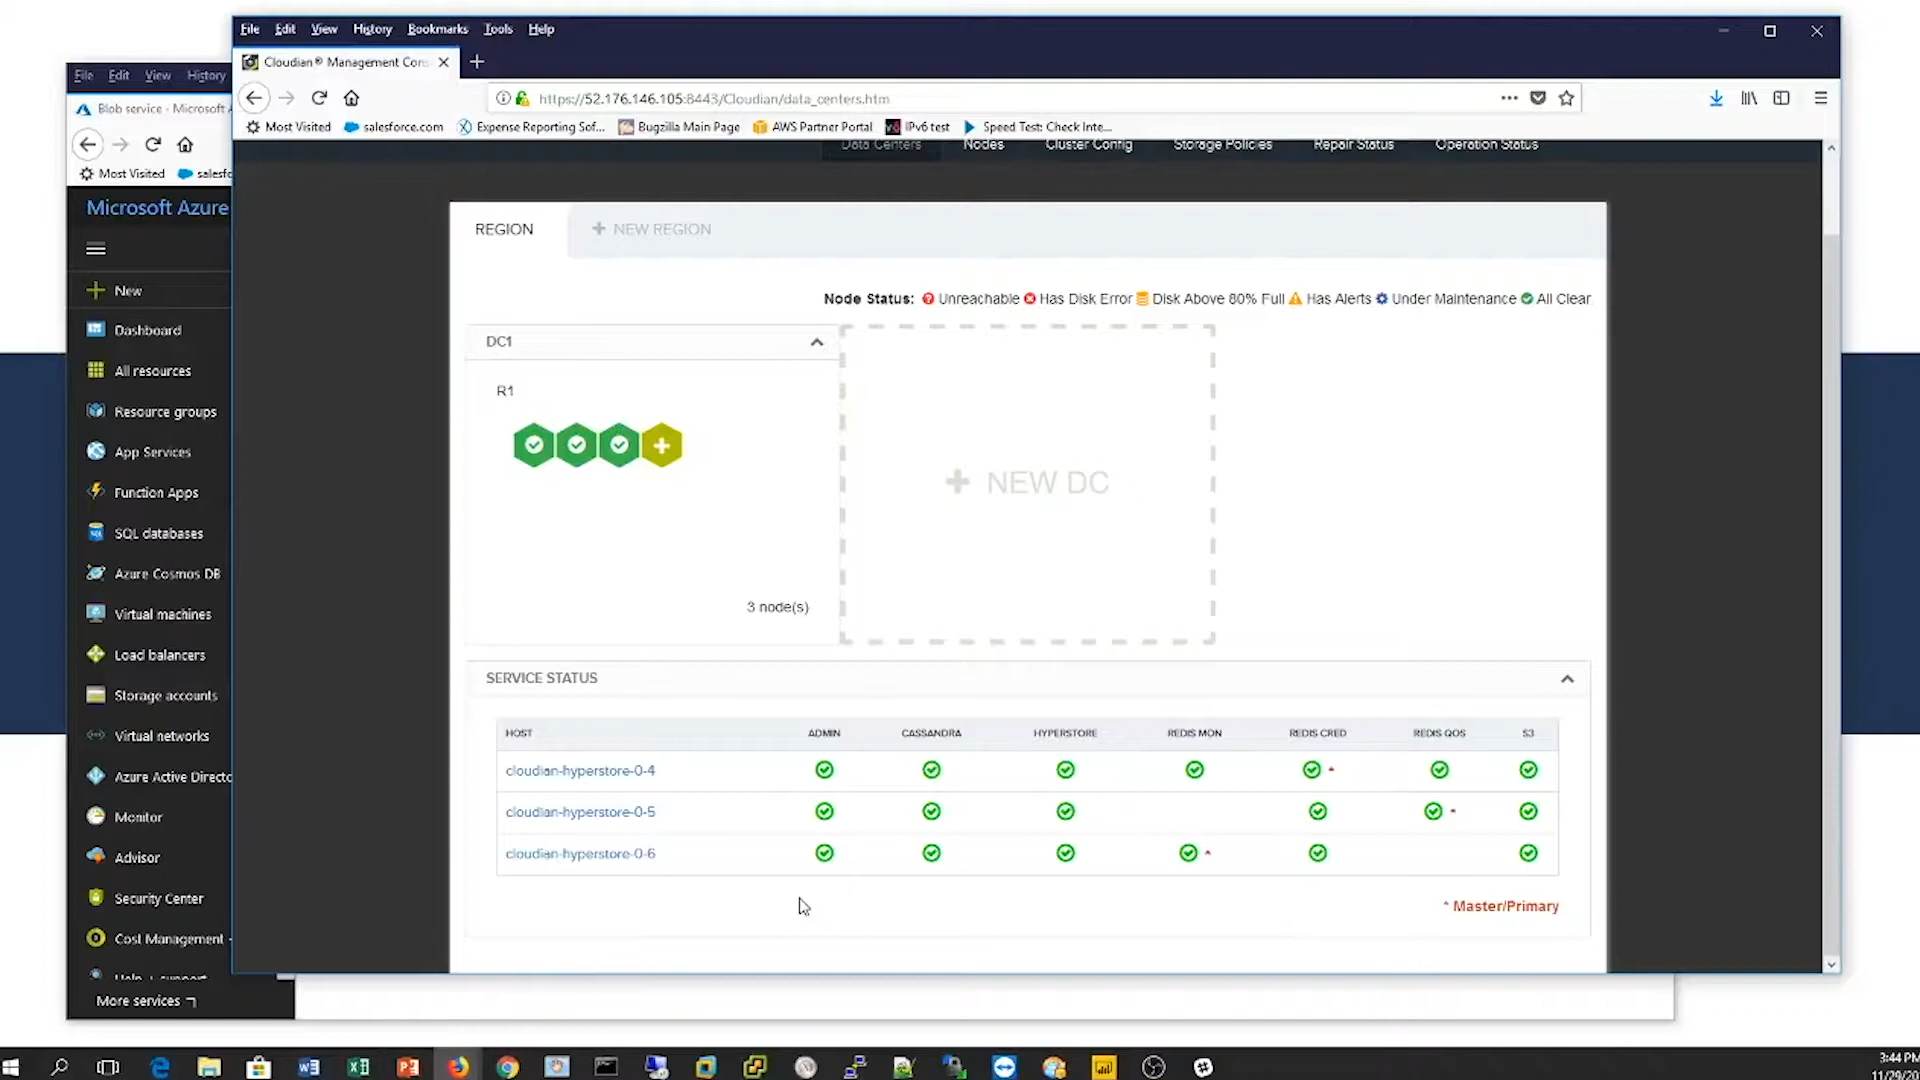 File Edit View History Bookmarks Tools Help
Cloudian® Management Con
https://52.176.146.105:8443/Cloudian/data_centers.htm
Most Visited salesforce.com Expense Reporting Sof... Bugzilla Main Page AWS Partner Portal IPv6 test Speed Test: Check Inte...
Data Centers Nodes Cluster Config Storage Policies Repair Status Operation Status
REGION NEW REGION
Node Status: Unreachable Has Disk Error Disk Above 80% Full Has Alerts Under Maintenance All Clear
DC1
R1
3 node(s)
NEW DC
SERVICE STATUS
HOST ADMIN CASSANDRA HYPERSTORE REDIS MON REDIS CRED REDIS QOS S3
cloudian-hyperstore-0-4 *
cloudian-hyperstore-0-5 *
cloudian-hyperstore-0-6 *
* Master/Primary
File Edit View History
Blob service - Microsoft
Most Visited salesfo
Microsoft Azure
New
Dashboard
All resources
Resource groups
App Services
Function Apps
SQL databases
Azure Cosmos DB
Virtual machines
Load balancers
Storage accounts
Virtual networks
Azure Active Directo
Monitor
Advisor
Security Center
Cost Management
Help + support
More services
3:44 PM
11/29/20